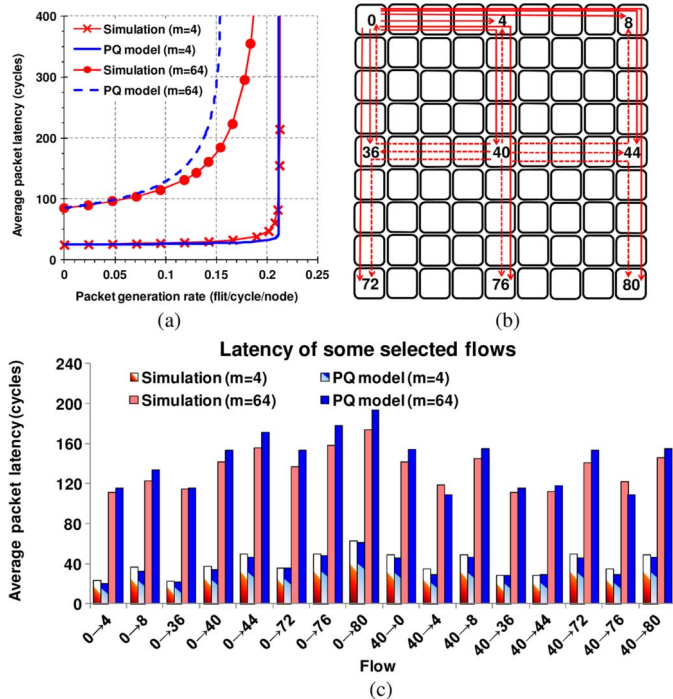 400
300
200
100
0
Average packet latency (cycles)
Simulation (m=4)
PQ model (m=4)
Simulation (m=64)
PQ model (m=64)
0 0.05 0.1 0.15 0.2 0.25
Packet generation rate (flit/cycle/node)
(a)
0 4 8
36 40 44
72 76 80
(b)
Latency of some selected flows
Simulation (m=4) PQ model (m=4)
Simulation (m=64) PQ model (m=64)
240
200
160
120
80
40
0
Average packet latency (cycles)
0→4 0→8 0→36 0→40 0→44 0→72 0→76 0→80 40→0 40→4 40→8 40→36 40→44 40→72 40→76 40→80
Flow
(c)